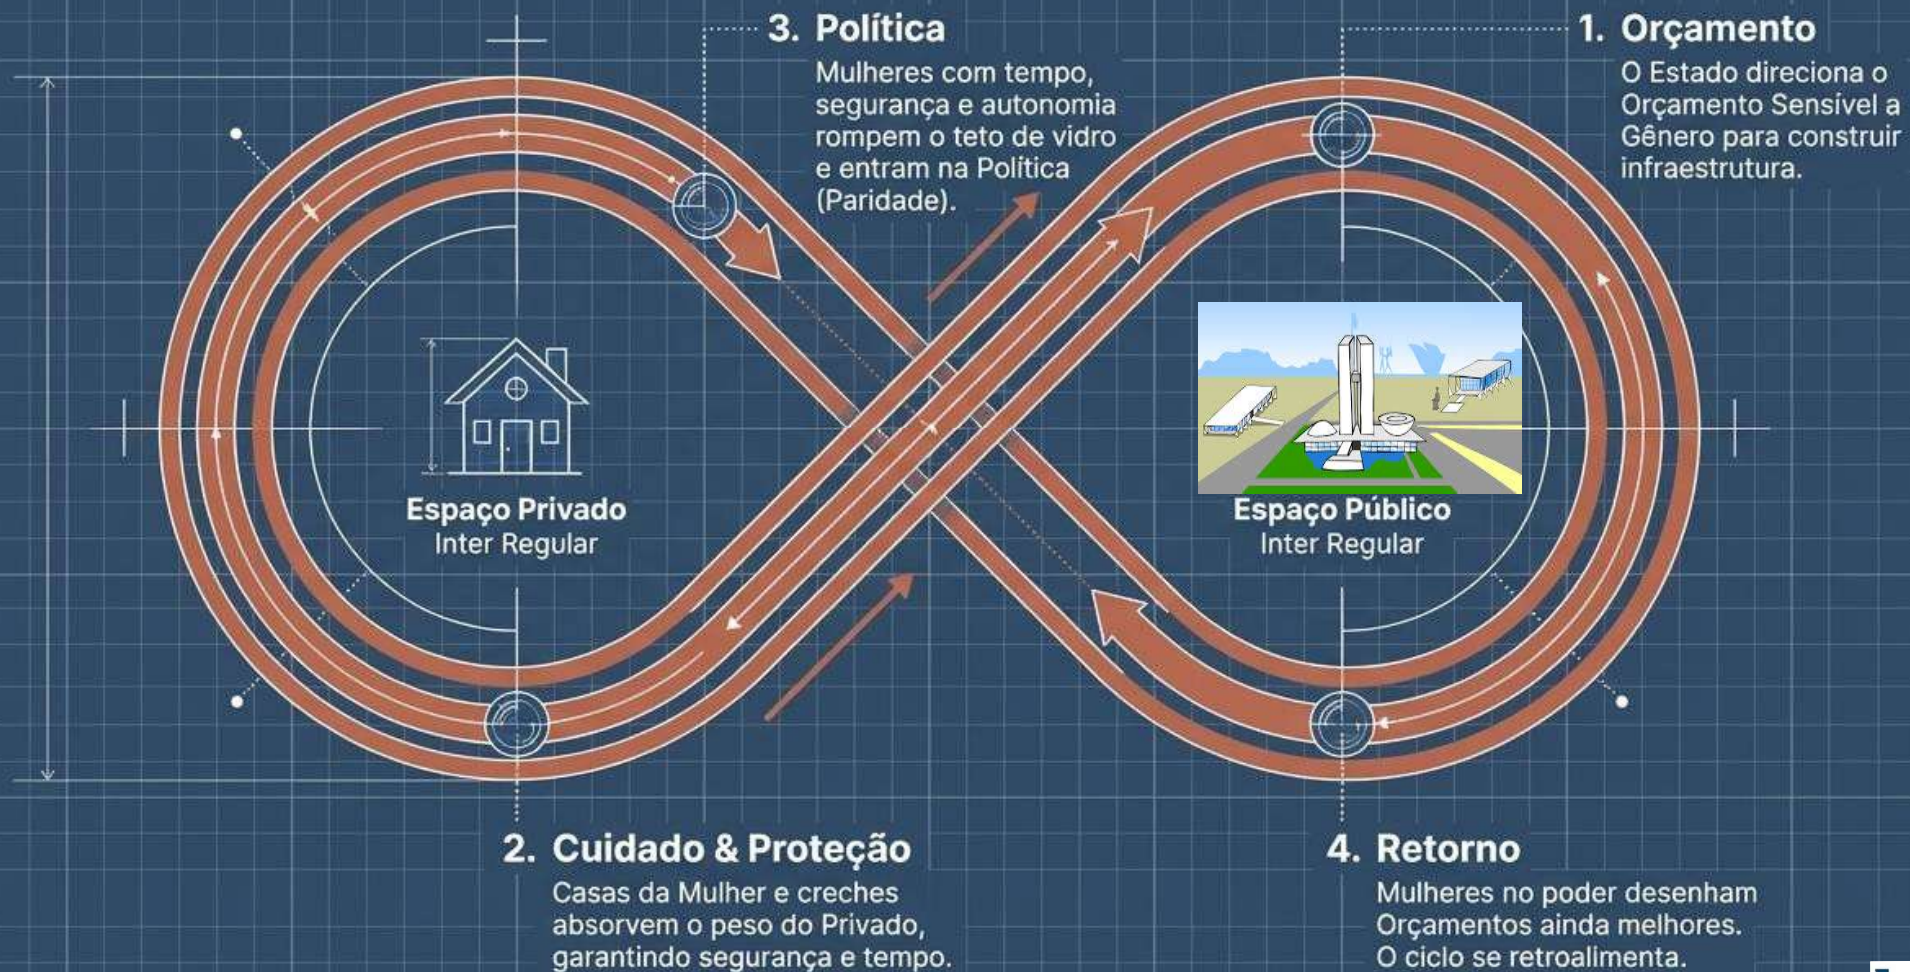 3. Política
Mulheres com tempo,
segurança e autonomia
rompem o teto de vidro
e entram na Política
(Paridade).
1. Orçamento
O Estado direciona o
Orçamento Sensível a
Gênero para construir
infraestrutura.
Espaço Privado
Inter Regular
Espaço Público
Inter Regular
2. Cuidado & Proteção
Casas da Mulher e creches
absorvem o peso do Privado,
garantindo segurança e tempo.
4. Retorno
Mulheres no poder desenham
Orçamentos ainda melhores.
O ciclo se retroalimenta.